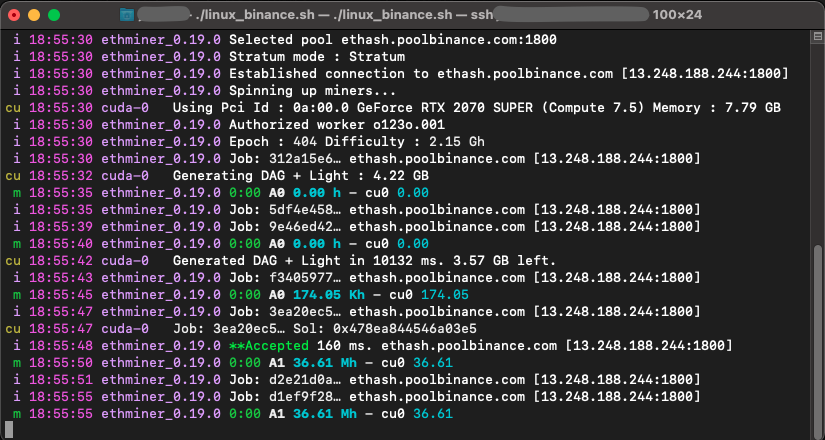 ./linux_binance.sh — ./linux_binance.sh — ssh 100×24
i 18:55:30 ethminer_0.19.0 Selected pool ethash.poolbinance.com:1800
i 18:55:30 ethminer_0.19.0 Stratum mode : Stratum
i 18:55:30 ethminer_0.19.0 Established connection to ethash.poolbinance.com [13.248.188.244:1800]
i 18:55:30 ethminer_0.19.0 Spinning up miners...
cu 18:55:30 cuda-0 Using Pci Id : 0a:00.0 GeForce RTX 2070 SUPER (Compute 7.5) Memory : 7.79 GB
i 18:55:30 ethminer_0.19.0 Authorized worker o123o.001
i 18:55:30 ethminer_0.19.0 Epoch : 404 Difficulty : 2.15 Gh
i 18:55:30 ethminer_0.19.0 Job: 312a15e6… ethash.poolbinance.com [13.248.188.244:1800]
cu 18:55:32 cuda-0 Generating DAG + Light : 4.22 GB
m 18:55:35 ethminer_0.19.0 0:00 A0 0.00 h - cu0 0.00
i 18:55:35 ethminer_0.19.0 Job: 5df4e458… ethash.poolbinance.com [13.248.188.244:1800]
i 18:55:39 ethminer_0.19.0 Job: 9e46ed42… ethash.poolbinance.com [13.248.188.244:1800]
m 18:55:40 ethminer_0.19.0 0:00 A0 0.00 h - cu0 0.00
cu 18:55:42 cuda-0 Generated DAG + Light in 10132 ms. 3.57 GB left.
i 18:55:43 ethminer_0.19.0 Job: f3405977… ethash.poolbinance.com [13.248.188.244:1800]
m 18:55:45 ethminer_0.19.0 0:00 A0 174.05 Kh - cu0 174.05
i 18:55:47 ethminer_0.19.0 Job: 3ea20ec5… ethash.poolbinance.com [13.248.188.244:1800]
cu 18:55:47 cuda-0 Job: 3ea20ec5… Sol: 0x478ea844546a03e5
i 18:55:48 ethminer_0.19.0 **Accepted 160 ms. ethash.poolbinance.com [13.248.188.244:1800]
m 18:55:50 ethminer_0.19.0 0:00 A1 36.61 Mh - cu0 36.61
i 18:55:51 ethminer_0.19.0 Job: d2e21d0a… ethash.poolbinance.com [13.248.188.244:1800]
i 18:55:55 ethminer_0.19.0 Job: d1ef9f28… ethash.poolbinance.com [13.248.188.244:1800]
m 18:55:55 ethminer_0.19.0 0:00 A1 36.61 Mh - cu0 36.61